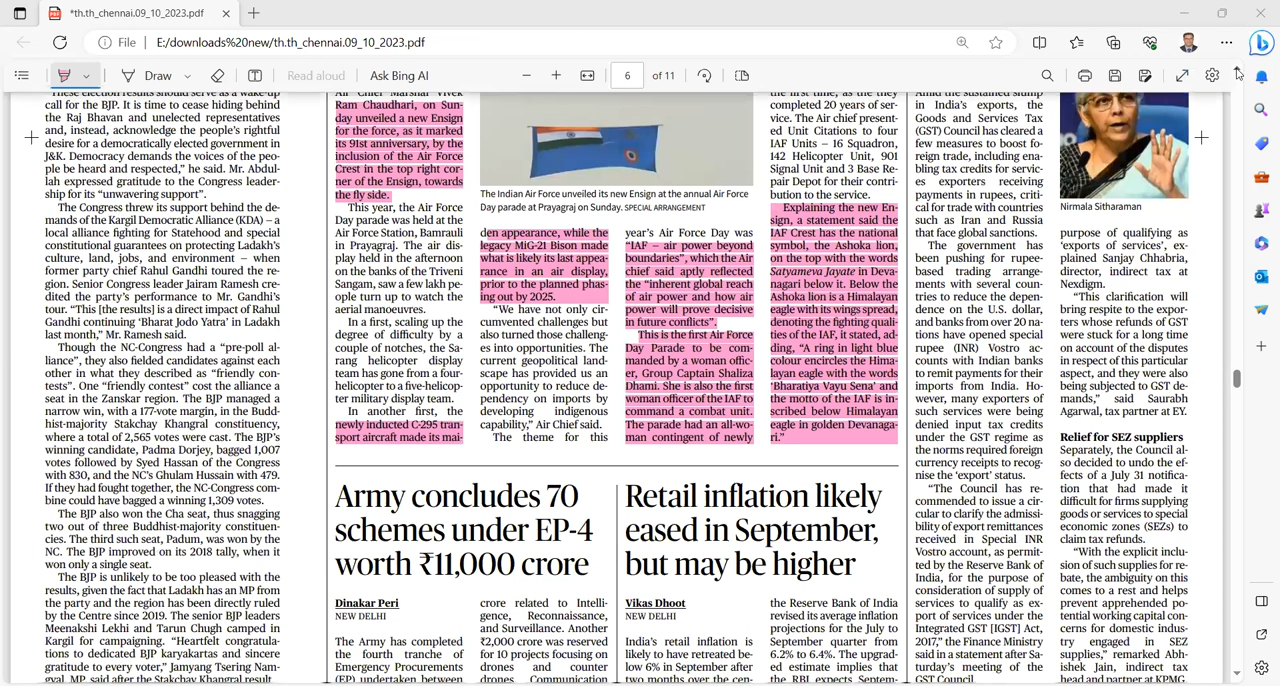 *th.th_chennai.09_10_2023.pdf
File
E:/downloads%20new/th.th_chennai.09_10_2023.pdf
Draw
Read aloud
Ask Bing AI
6
of 11
These election results should serve as a wake-up
call for the BJP. It is time to cease hiding behind
the Raj Bhavan and unelected representatives
and, instead, acknowledge the people's rightful
desire for a democratically elected government in
J&K. Democracy demands the voices of the peo-
ple be heard and respected," he said. Mr. Abdul-
lah expressed gratitude to the Congress leader-
ship for its "unwavering support".
The Congress threw its support behind the de-
mands of the Kargil Democratic Alliance (KDA) – a
local alliance fighting for Statehood and special
constitutional guarantees on protecting Ladakh's
culture, land, jobs, and environment – when
former party chief Rahul Gandhi toured the re-
gion. Senior Congress leader Jairam Ramesh cre-
dited the party's performance to Mr. Gandhi's
tour. "This [the results] is a direct impact of Rahul
Gandhi continuing 'Bharat Jodo Yatra' in Ladakh
last month," Mr. Ramesh said.
Though the NC-Congress had a "pre-poll al-
liance", they also fielded candidates against each
other in what they described as "friendly con-
tests". One "friendly contest" cost the alliance a
seat in the Zanskar region. The BJP managed a
narrow win, with a 177-vote margin, in the Budd-
hist-majority Stakchay Khangral constituency,
where a total of 2,565 votes were cast. The BJP's
winning candidate, Padma Dorjey, bagged 1,007
votes followed by Syed Hassan of the Congress
with 830, and the NC's Ghulam Hussain with 479.
If they had fought together, the NC-Congress com-
bine could have bagged a winning 1,309 votes.
The BJP also won the Cha seat, thus snagging
two out of three Buddhist-majority constituen-
cies. The third such seat, Padum, was won by the
NC. The BJP improved on its 2018 tally, when it
won only a single seat.
The BJP is unlikely to be too pleased with the
results, given the fact that Ladakh has an MP from
the party and the region has been directly ruled
by the Centre since 2019. The senior BJP leaders
Meenakshi Lekhi and Tarun Chugh camped in
Kargil for campaigning. "Heartfelt congratula-
tions to dedicated BJP karyakartas and sincere
gratitude to every voter," Jamyang Tsering Nam-
gyal, MP, said after the Stakchay Khangral result
Air Chief Marshal Vivek
Ram Chaudhari, on Sun-
day unveiled a new Ensign
for the force, as it marked
its 91st anniversary, by the
inclusion of the Air Force
Crest in the top right cor-
ner of the Ensign, towards
the fly side.
This year, the Air Force
Day parade was held at the
Air Force Station, Bamrauli
in Prayagraj. The air dis-
play held in the afternoon
on the banks of the Triveni
Sangam, saw a few lakh peo-
ple turn up to watch the
aerial manoeuvres.
In a first, scaling up the
degree of difficulty by a
couple of notches, the Sa-
rang helicopter display
team has gone from a four-
helicopter to a five-helicop-
ter military display team.
In another first, the
newly inducted C-295 tran-
sport aircraft made its mai-
The Indian Air Force unveiled its new Ensign at the annual Air Force
Day parade at Prayagraj on Sunday. SPECIAL ARRANGEMENT
den appearance, while the
legacy MiG-21 Bison made
what is likely its last appea-
rance in an air display,
prior to the planned phas-
ing out by 2025.
"We have not only cir-
cumvented challenges but
also turned those challeng-
es into opportunities. The
current geopolitical land-
scape has provided us an
opportunity to reduce de-
pendency on imports by
developing indigenous
capability," Air Chief said.
The theme for this
year's Air Force Day was
"IAF – air power beyond
boundaries", which the Air
chief said aptly reflected
the "inherent global reach
of air power and how air
power will prove decisive
in future conflicts".
This is the first Air Force
Day Parade to be com-
manded by a woman offic-
er, Group Captain Shaliza
Dhami. She is also the first
woman officer of the IAF to
command a combat unit.
The parade had an all-wo-
man contingent of newly
the first time, as they
completed 20 years of ser-
vice. The Air chief present-
ed Unit Citations to four
IAF Units – 16 Squadron,
142 Helicopter Unit, 901
Signal Unit and 3 Base Re-
pair Depot for their contri-
bution to the service.
Explaining the new En-
sign, a statement said the
IAF Crest has the national
symbol, the Ashoka lion,
on the top with the words
Satyameva Jayate in Deva-
nagari below it. Below the
Ashoka lion is a Himalayan
eagle with its wings spread,
denoting the fighting quali-
ties of the IAF, it stated, ad-
ding, "A ring in light blue
colour encircles the Hima-
layan eagle with the words
'Bharatiya Vayu Sena' and
the motto of the IAF is in-
scribed below Himalayan
eagle in golden Devanaga-
ri."
Army concludes 70
schemes under EP-4
worth ₹11,000 crore
Dinakar Peri
NEW DELHI
The Army has completed
the fourth tranche of
Emergency Procurements
(EP) undertaken between
crore related to Intelli-
gence, Reconnaissance,
and Surveillance. Another
₹2,000 crore was reserved
for 10 projects focusing on
drones and counter
drones. Communication
Retail inflation likely
eased in September,
but may be higher
Vikas Dhoot
NEW DELHI
India's retail inflation is
likely to have retreated be-
low 6% in September after
two months over the cen-
the Reserve Bank of India
revised its average inflation
projections for the July to
September quarter from
6.2% to 6.4%. The upgrad-
ed estimate implies that
the RBI expects Septem-
Amid the sustained slump
in India's exports, the
Goods and Services Tax
(GST) Council has cleared a
few measures to boost fo-
reign trade, including ena-
bling tax credits for servic-
es exporters receiving
payments in rupees, criti-
cal for trade with countries
such as Iran and Russia
that face global sanctions.
The government has
been pushing for rupee-
based trading arrange-
ments with several coun-
tries to reduce the depen-
dence on the U.S. dollar,
and banks from over 20 na-
tions have opened special
rupee (INR) Vostro ac-
counts with Indian banks
to remit payments for their
imports from India. Ho-
wever, many exporters of
such services were being
denied input tax credits
under the GST regime as
the norms required foreign
currency receipts to recog-
nise the 'export' status.
"The Council has re-
commended to issue a cir-
cular to clarify the admissi-
bility of export remittances
received in Special INR
Vostro account, as permit-
ted by the Reserve Bank of
India, for the purpose of
consideration of supply of
services to qualify as ex-
port of services under the
Integrated GST [IGST] Act,
2017," the Finance Ministry
said in a statement after Sa-
turday's meeting of the
GST Council.
Nirmala Sitharaman
purpose of qualifying as
'exports of services', ex-
plained Sanjay Chhabria,
director, indirect tax at
Nexdigm.
"This clarification will
bring respite to the expor-
ters whose refunds of GST
were stuck for a long time
on account of the disputes
in respect of this particular
aspect, and they were also
being subjected to GST de-
mands," said Saurabh
Agarwal, tax partner at EY.
Relief for SEZ suppliers
Separately, the Council al-
so decided to undo the ef-
fects of a July 31 notifica-
tion that had made it
difficult for firms supplying
goods or services to special
economic zones (SEZs) to
claim tax refunds.
"With the explicit inclu-
sion of such supplies for re-
bate, the ambiguity on this
comes to a rest and helps
prevent apprehended po-
tential working capital con-
cerns for domestic indus-
try engaged in SEZ
supplies," remarked Abh-
ishek Jain, indirect tax
head and partner at KPMG.